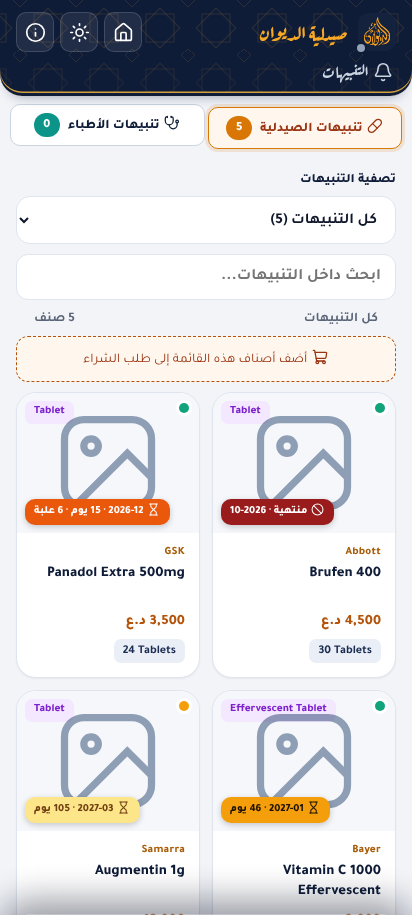 صيدلية الديوان
التنبيهات
تنبيهات الصيدلية 5
تنبيهات الأطباء 0
تصفية التنبيهات
كل التنبيهات (5)
ابحث داخل التنبيهات...
كل التنبيهات
5 صنف
أضف أصناف هذه القائمة إلى طلب الشراء
Tablet
منتهية · 2026-10
Abbott
Brufen 400
4,500 د.ع
30 Tablets
Tablet
2026-12 · 15 يوم · 6 علبة
GSK
Panadol Extra 500mg
3,500 د.ع
24 Tablets
Effervescent Tablet
2027-01 · 46 يوم
Bayer
Vitamin C 1000
Effervescent
Tablet
2027-03 · 105 يوم
Samarra
Augmentin 1g